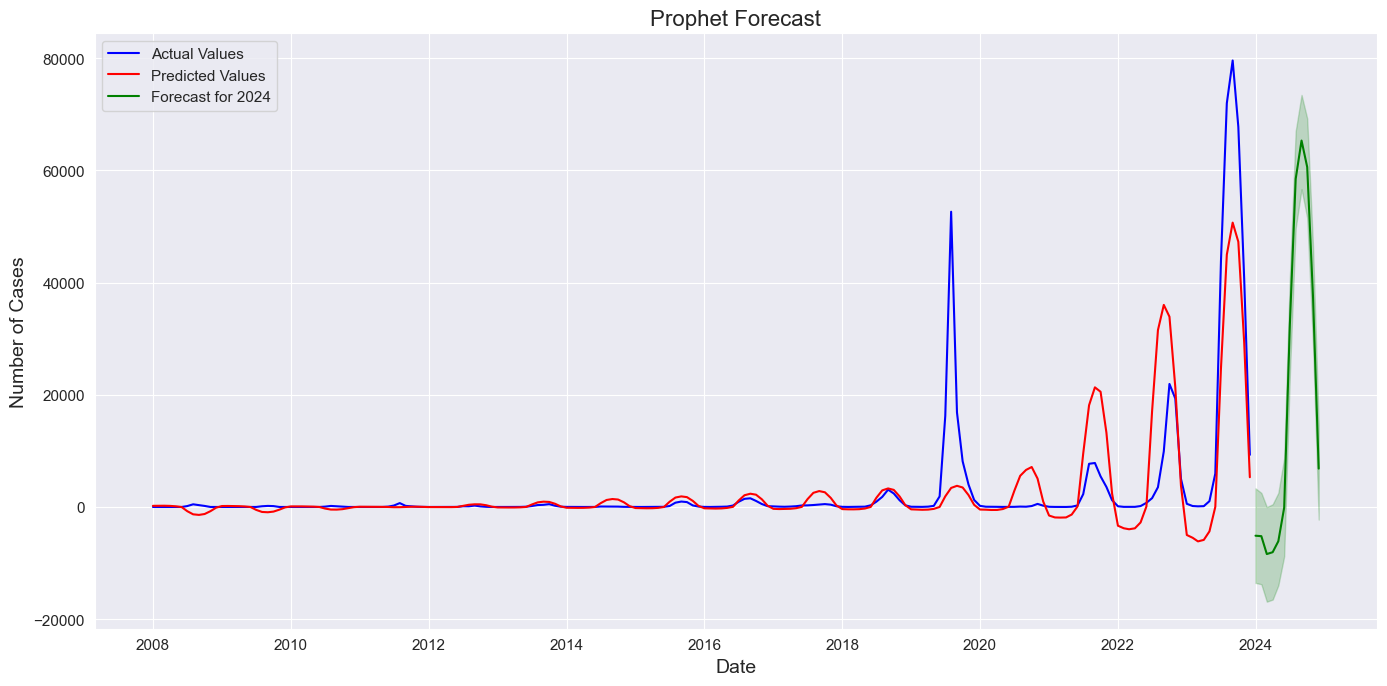 Prophet Forecast
Actual Values
Predicted Values
Forecast for 2024
Number of Cases
80000
60000
40000
20000
0
−20000
2008 2010 2012 2014 2016 2018 2020 2022 2024
Date